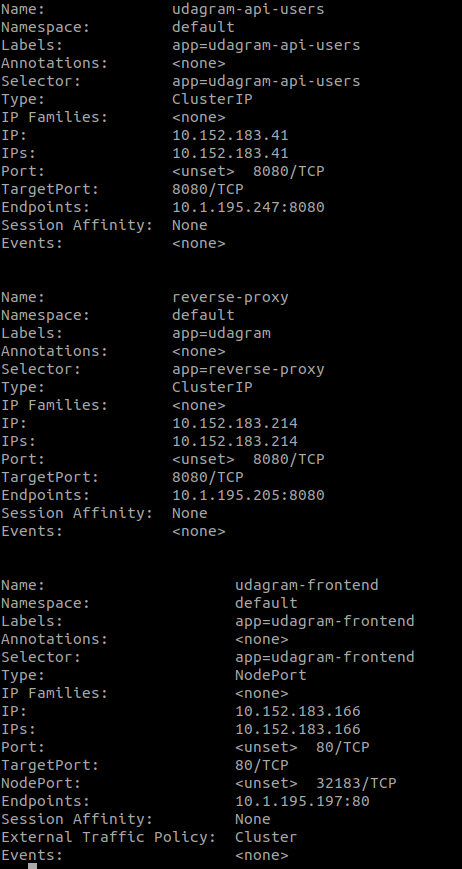 Name:              udagram-api-users
Namespace:         default
Labels:            app=udagram-api-users
Annotations:       <none>
Selector:          app=udagram-api-users
Type:              ClusterIP
IP Families:       <none>
IP:                10.152.183.41
IPs:               10.152.183.41
Port:              <unset>  8080/TCP
TargetPort:        8080/TCP
Endpoints:         10.1.195.247:8080
Session Affinity:  None
Events:            <none>
Name:              reverse-proxy
Namespace:         default
Labels:            app=udagram
Annotations:       <none>
Selector:          app=reverse-proxy
Type:              ClusterIP
IP Families:       <none>
IP:                10.152.183.214
IPs:               10.152.183.214
Port:              <unset>  8080/TCP
TargetPort:        8080/TCP
Endpoints:         10.1.195.205:8080
Session Affinity:  None
Events:            <none>
Name:                     udagram-frontend
Namespace:                default
Labels:                   app=udagram-frontend
Annotations:              <none>
Selector:                 app=udagram-frontend
Type:                     NodePort
IP Families:              <none>
IP:                       10.152.183.166
IPs:                      10.152.183.166
Port:                     <unset>  80/TCP
TargetPort:               80/TCP
NodePort:                 <unset>  32183/TCP
Endpoints:                10.1.195.197:80
Session Affinity:         None
External Traffic Policy:  Cluster
Events:                   <none>